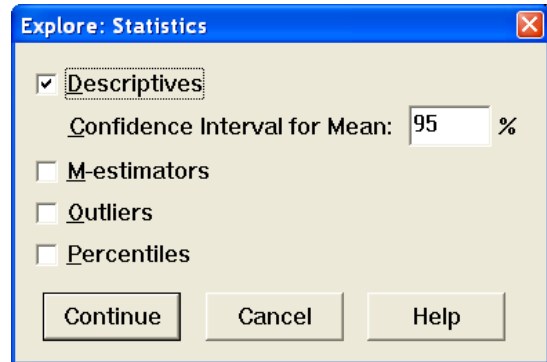 Explore: Statistics
Descriptives
Confidence Interval for Mean: 95 %
M-estimators
Outliers
Percentiles
Continue Cancel Help